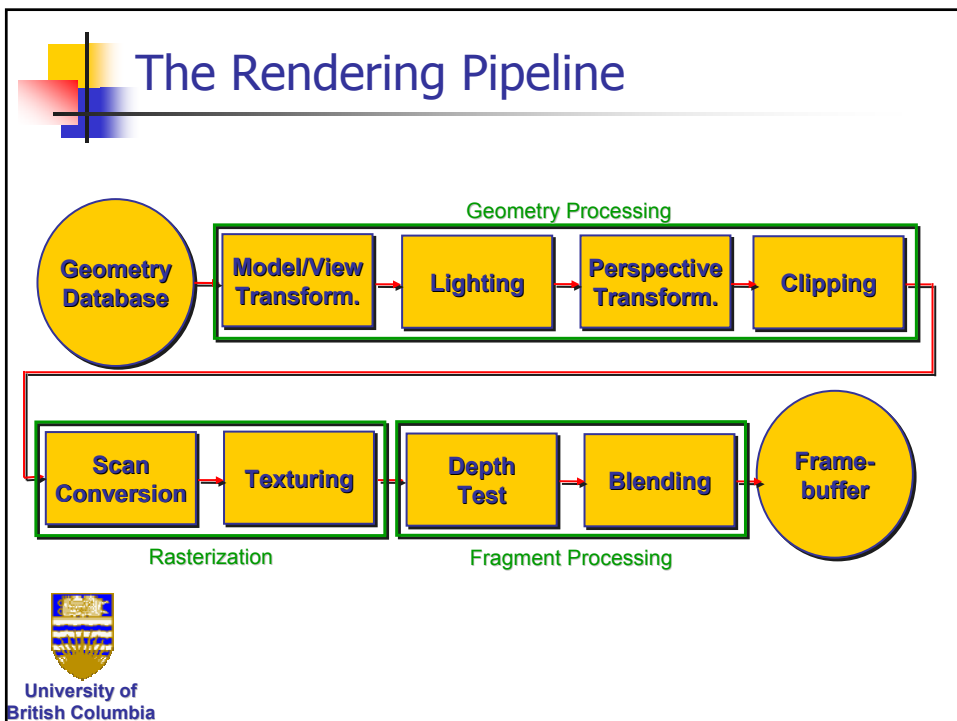 The Rendering Pipeline
Geometry Processing
Geometry
Database
Model/View
Transform.
Lighting
Perspective
Transform.
Clipping
Scan
Conversion
Texturing
Depth
Test
Blending
Frame-
buffer
Rasterization
Fragment Processing
University of
British Columbia